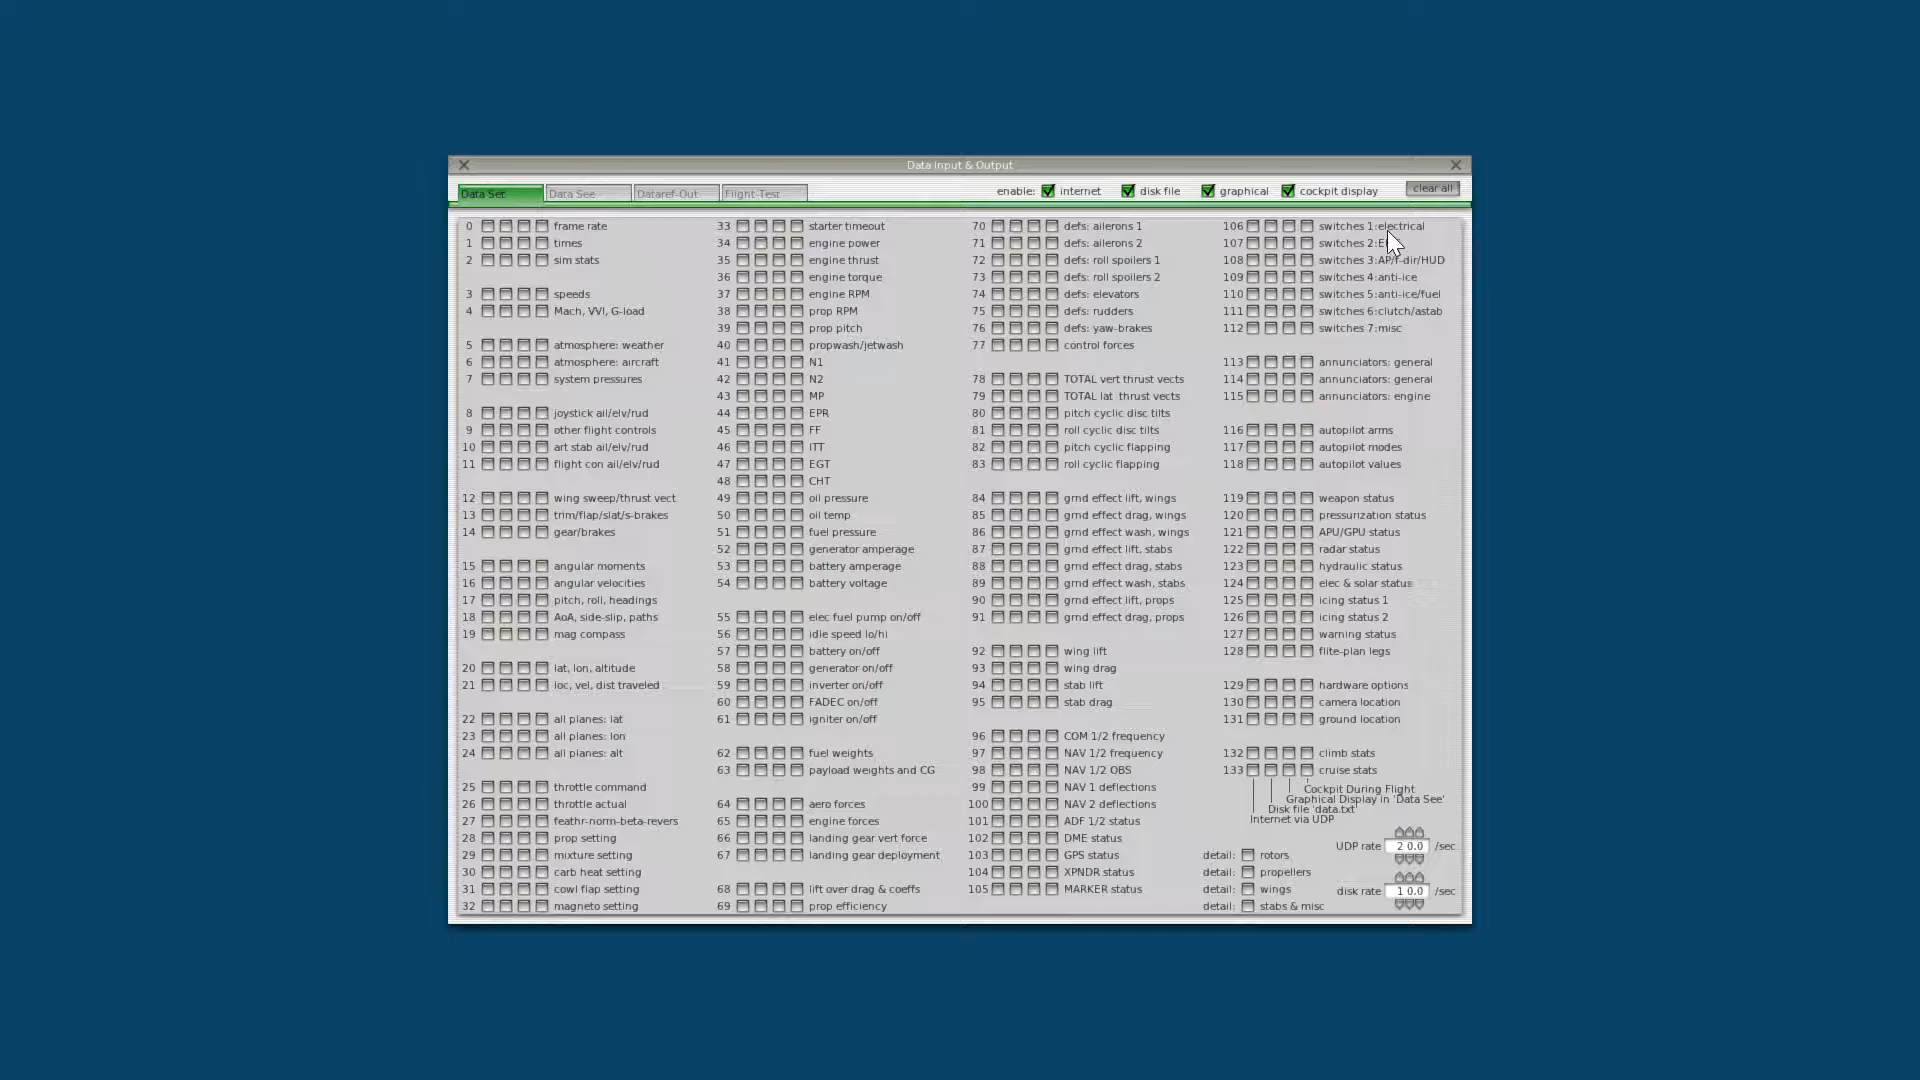 Data Input & Output
Data Set Data See Dataref-Out Flight-Test enable: internet disk file graphical cockpit display clear all
0 frame rate
1 times
2 sim stats
3 speeds
4 Mach, VVI, G-load
5 atmosphere: weather
6 atmosphere: aircraft
7 system pressures
8 joystick ail/elv/rud
9 other flight controls
10 art stab ail/elv/rud
11 flight con ail/elv/rud
12 wing sweep/thrust vect
13 trim/flap/slat/s-brakes
14 gear/brakes
15 angular moments
16 angular velocities
17 pitch, roll, headings
18 AoA, side-slip, paths
19 mag compass
20 lat, lon, altitude
21 loc, vel, dist traveled
22 all planes: lat
23 all planes: lon
24 all planes: alt
25 throttle command
26 throttle actual
27 feathr-norm-beta-revers
28 prop setting
29 mixture setting
30 carb heat setting
31 cowl flap setting
32 magneto setting
33 starter timeout
34 engine power
35 engine thrust
36 engine torque
37 engine RPM
38 prop RPM
39 prop pitch
40 propwash/jetwash
41 N1
42 N2
43 MP
44 EPR
45 FF
46 ITT
47 EGT
48 CHT
49 oil pressure
50 oil temp
51 fuel pressure
52 generator amperage
53 battery amperage
54 battery voltage
55 elec fuel pump on/off
56 idle speed lo/hi
57 battery on/off
58 generator on/off
59 inverter on/off
60 FADEC on/off
61 igniter on/off
62 fuel weights
63 payload weights and CG
64 aero forces
65 engine forces
66 landing gear vert force
67 landing gear deployment
68 lift over drag & coeffs
69 prop efficiency
70 defs: ailerons 1
71 defs: ailerons 2
72 defs: roll spoilers 1
73 defs: roll spoilers 2
74 defs: elevators
75 defs: rudders
76 defs: yaw-brakes
77 control forces
78 TOTAL vert thrust vects
79 TOTAL lat thrust vects
80 pitch cyclic disc tilts
81 roll cyclic disc tilts
82 pitch cyclic flapping
83 roll cyclic flapping
84 grnd effect lift, wings
85 grnd effect drag, wings
86 grnd effect wash, wings
87 grnd effect lift, stabs
88 grnd effect drag, stabs
89 grnd effect wash, stabs
90 grnd effect lift, props
91 grnd effect drag, props
92 wing lift
93 wing drag
94 stab lift
95 stab drag
96 COM 1/2 frequency
97 NAV 1/2 frequency
98 NAV 1/2 OBS
99 NAV 1 deflections
100 NAV 2 deflections
101 ADF 1/2 status
102 DME status
103 GPS status
104 XPNDR status
105 MARKER status
106 switches 1:electrical
107 switches
108 switches 3:AP/f-dir/HUD
109 switches 4:anti-ice
110 switches 5:anti-ice/fuel
111 switches 6:clutch/astab
112 switches 7:misc
113 annunciators: general
114 annunciators: general
115 annunciators: engine
116 autopilot arms
117 autopilot modes
118 autopilot values
119 weapon status
120 pressurization status
121 APU/GPU status
122 radar status
123 hydraulic status
124 elec & solar status
125 icing status 1
126 icing status 2
127 warning status
128 flite-plan legs
129 hardware options
130 camera location
131 ground location
132 climb stats
133 cruise stats
Cockpit During Flight
Graphical Display in 'Data See'
Disk file 'data.txt'
Internet via UDP
UDP rate 20.0 /sec
detail: rotors
detail: propellers
detail: wings
detail: stabs & misc
disk rate 10.0 /sec